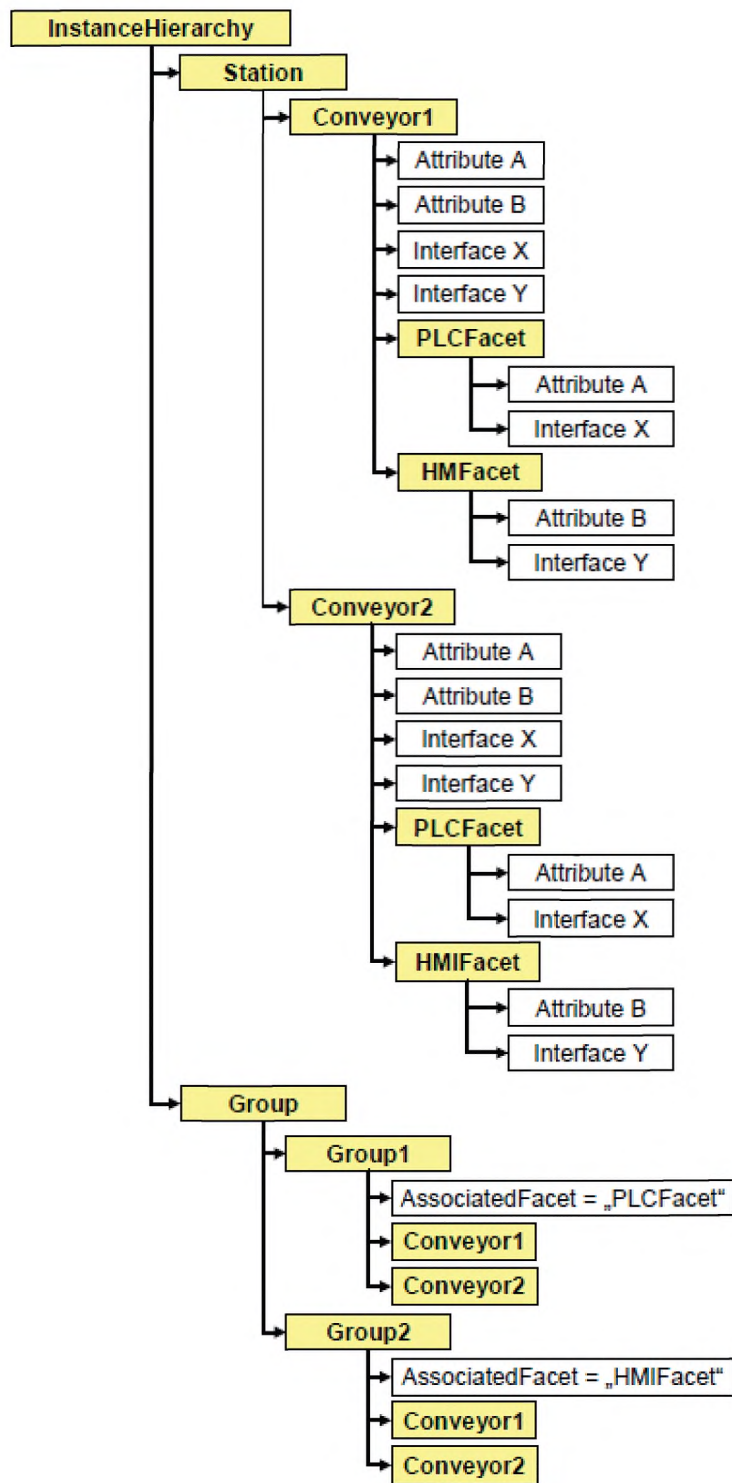 InstanceHierarchy
Station
Conveyor1
Attribute A
Attribute B
Interface X
Interface Y
PLCFacet
Attribute A
Interface X
HMFacet
Attribute B
Interface Y
Conveyor2
Attribute A
Attribute B
Interface X
Interface Y
PLCFacet
Attribute A
Interface X
HMIFacet
Attribute B
Interface Y
Group
Group1
AssociatedFacet = „PLCFacet“
Conveyor1
Conveyor2
Group2
AssociatedFacet = „HMIFacet“
Conveyor1
Conveyor2